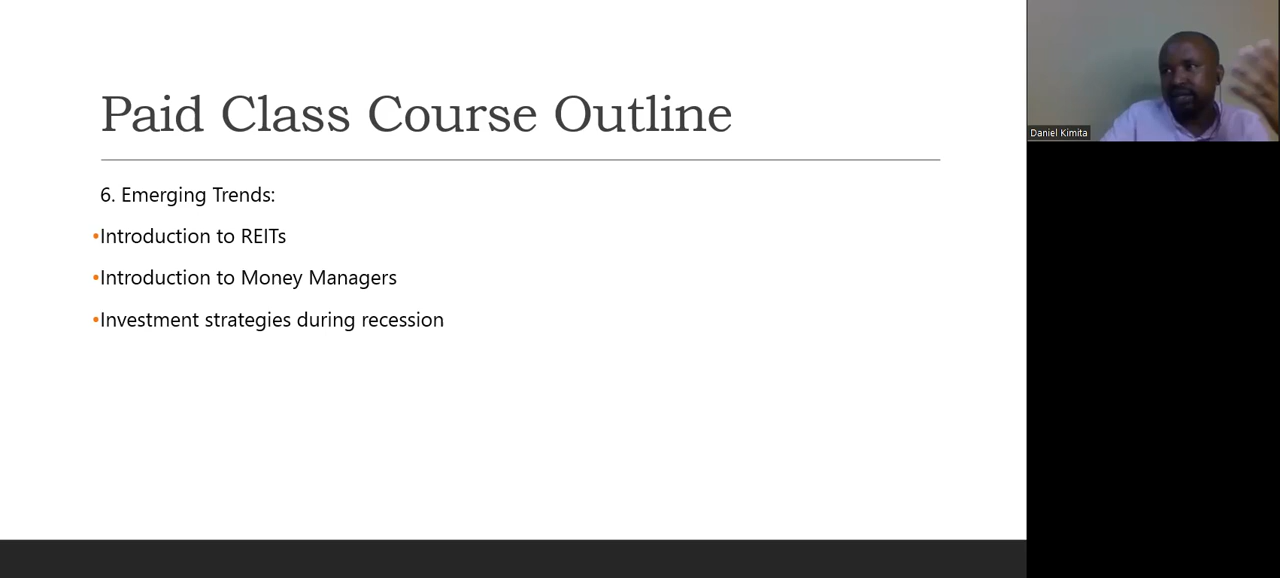 Paid Class Course Outline
6. Emerging Trends:
•Introduction to REITs
•Introduction to Money Managers
•Investment strategies during recession
Daniel Kimita